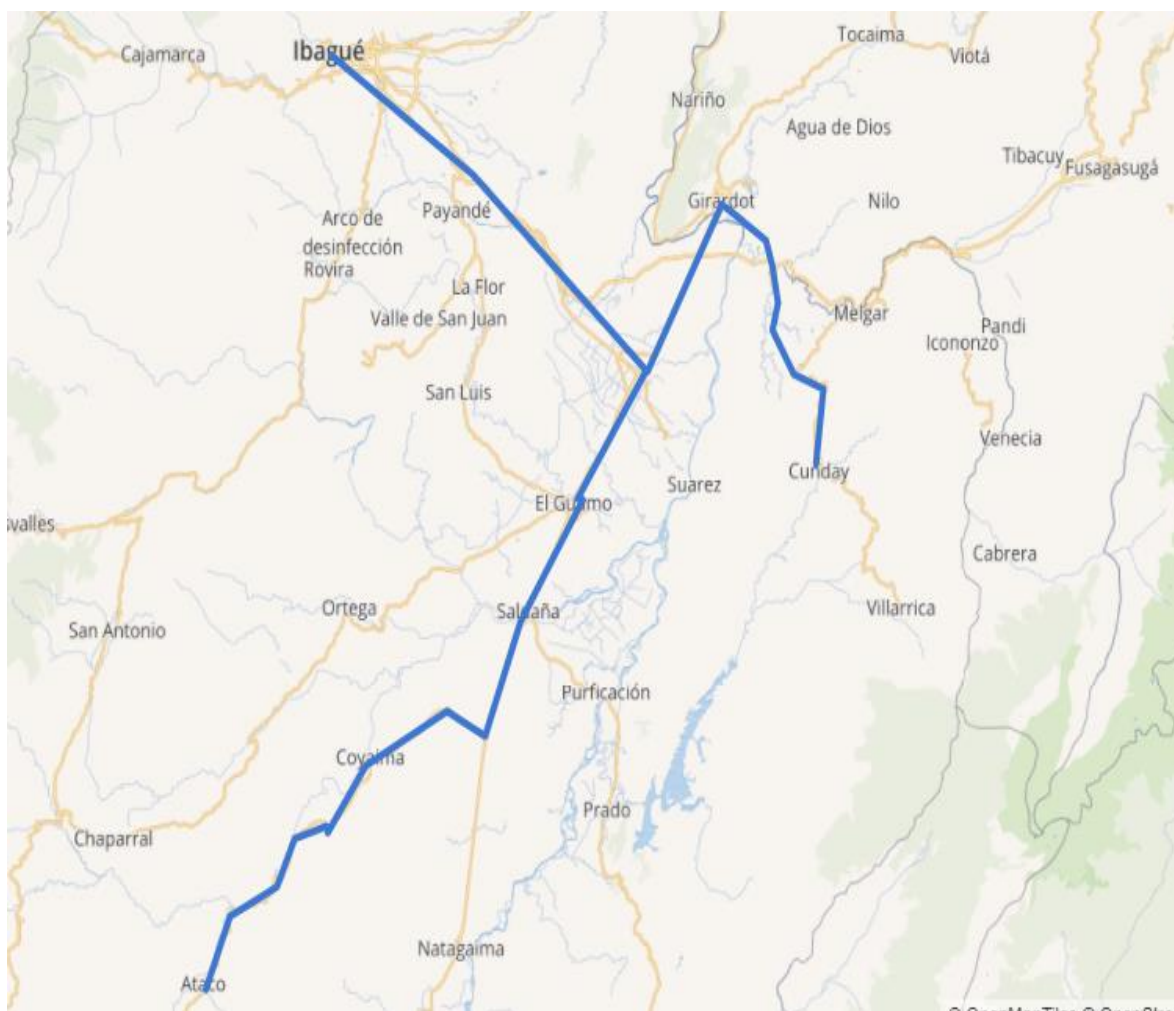 Cajamarca
Ibagué
Tocaima
Viotá
Nariño
Agua de Dios
Tibacuy
Fusagasugá
Payandé
Girardot
Nilo
Arco de
desinfección
Rovira
La Flor
Valle de San Juan
Melgar
Pandi
Icononzo
San Luis
Venecia
Cunday
Suarez
El Guamo
svalles
Cabrera
Ortega
Saldaña
Villarrica
San Antonio
Purficación
Coyaima
Prado
Chaparral
Natagaima
Ataco